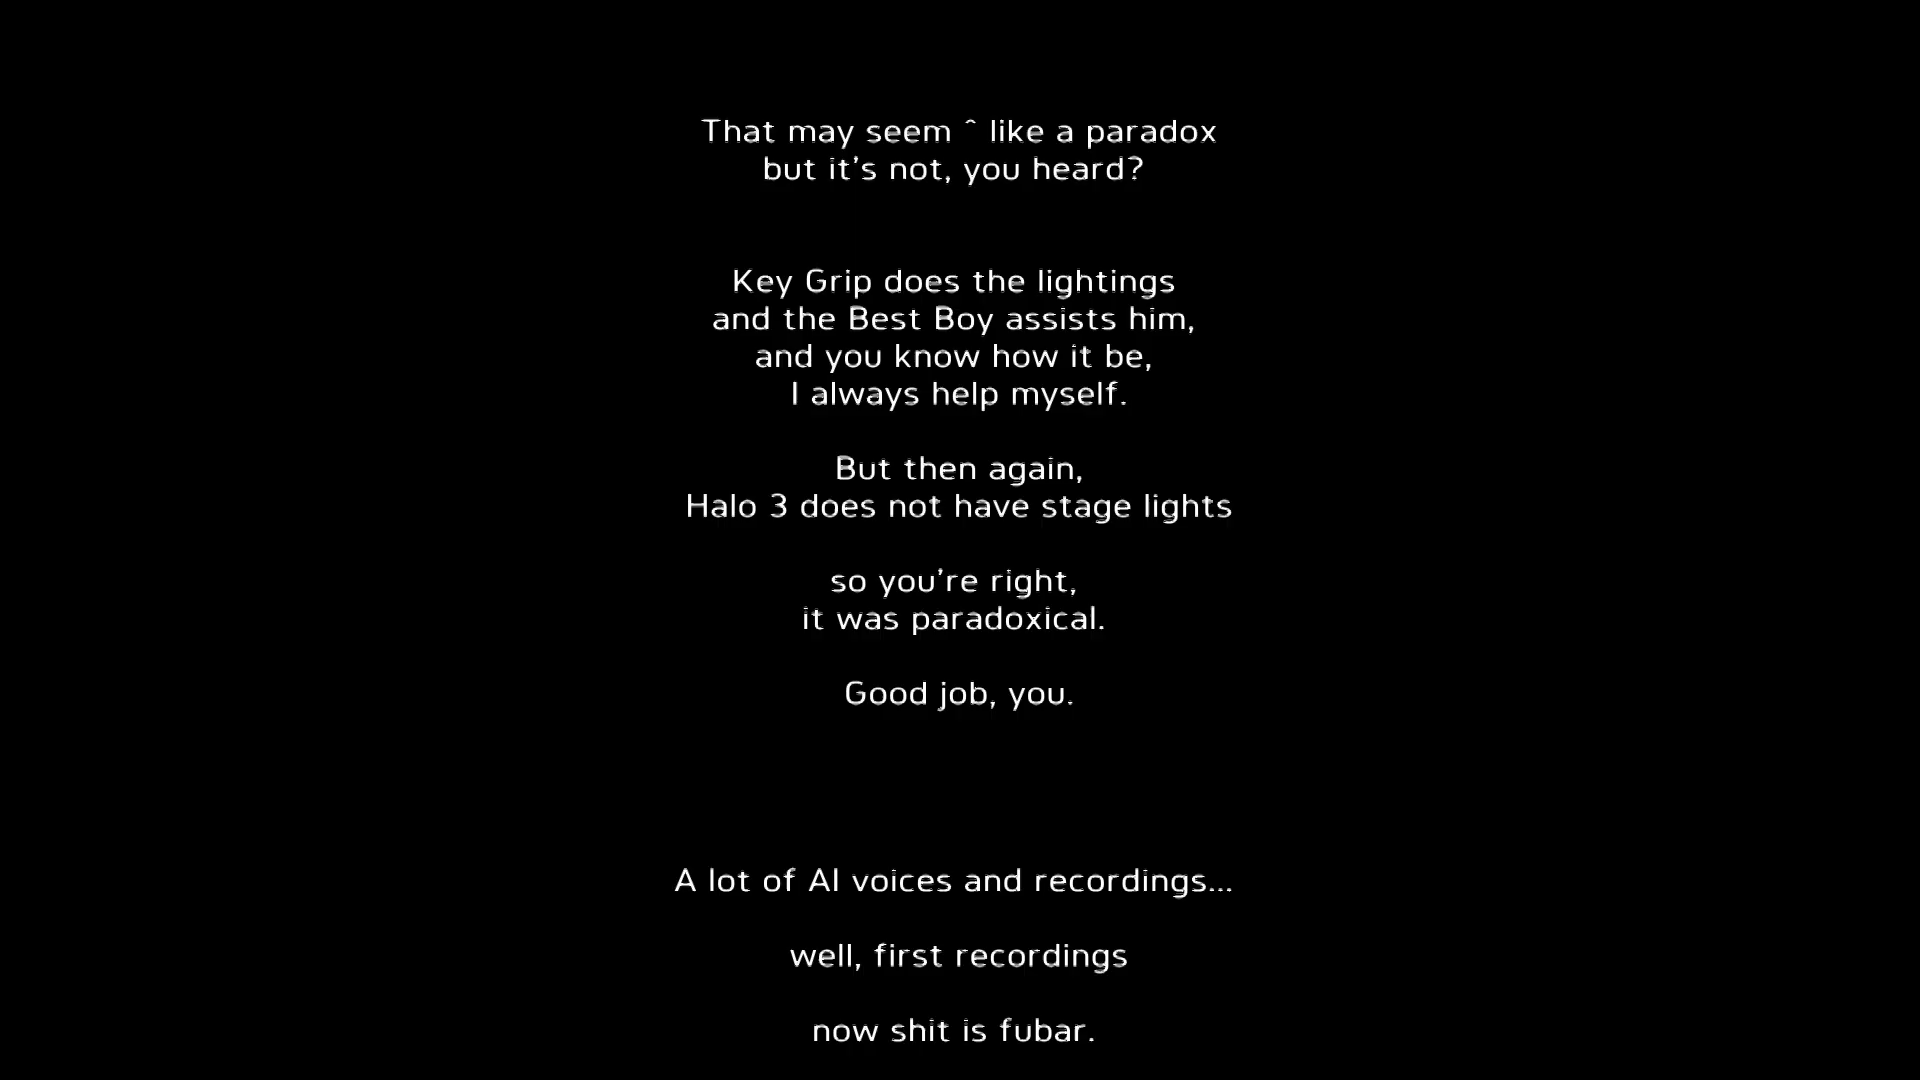 That may seem ^ like a paradox
but it's not, you heard?
Key Grip does the lightings
and the Best Boy assists him,
and you know how it be,
I always help myself.
But then again,
Halo 3 does not have stage lights
so you're right,
it was paradoxical.
Good job, you.
A lot of AI voices and recordings...
well, first recordings
now shit is fubar.